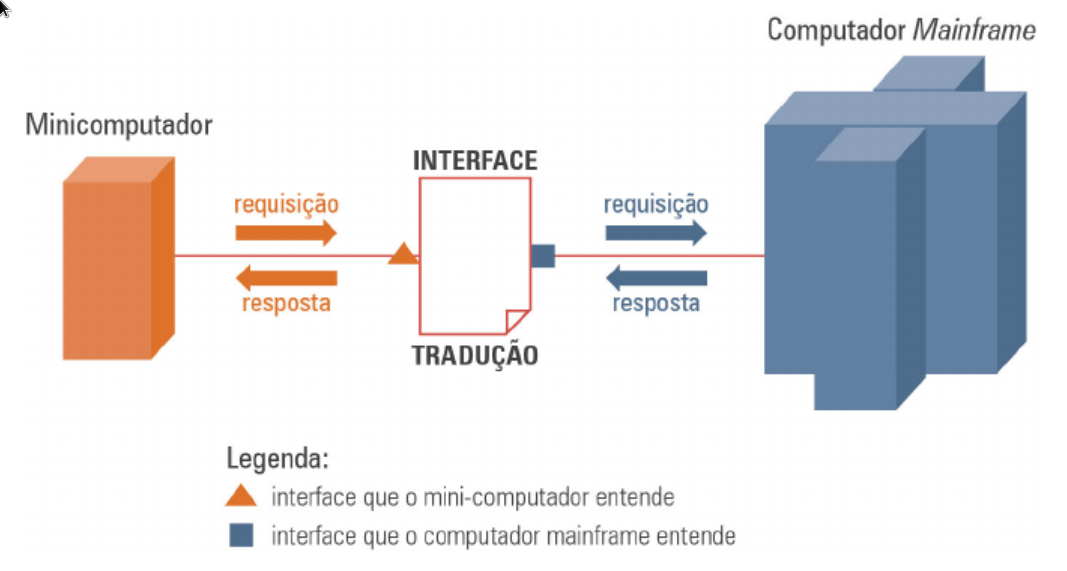 Computador Mainframe
Minicomputador
INTERFACE
requisição
requisição
resposta
resposta
TRADUÇÃO
Legenda:
interface que o mini-computador entende
interface que o computador mainframe entende